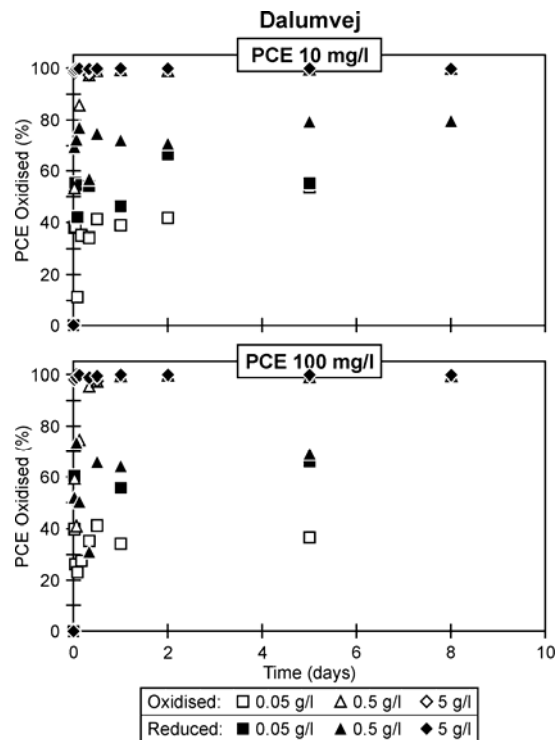 Dalumvej
PCE 10 mg/l
100
80
60
40
20
0
PCE Oxidised (%)
PCE 100 mg/l
100
80
60
40
20
0
PCE Oxidised (%)
0 2 4 6 8 10
Time (days)
Oxidised: 0.05 g/l 0.5 g/l 5 g/l
Reduced: 0.05 g/l 0.5 g/l 5 g/l